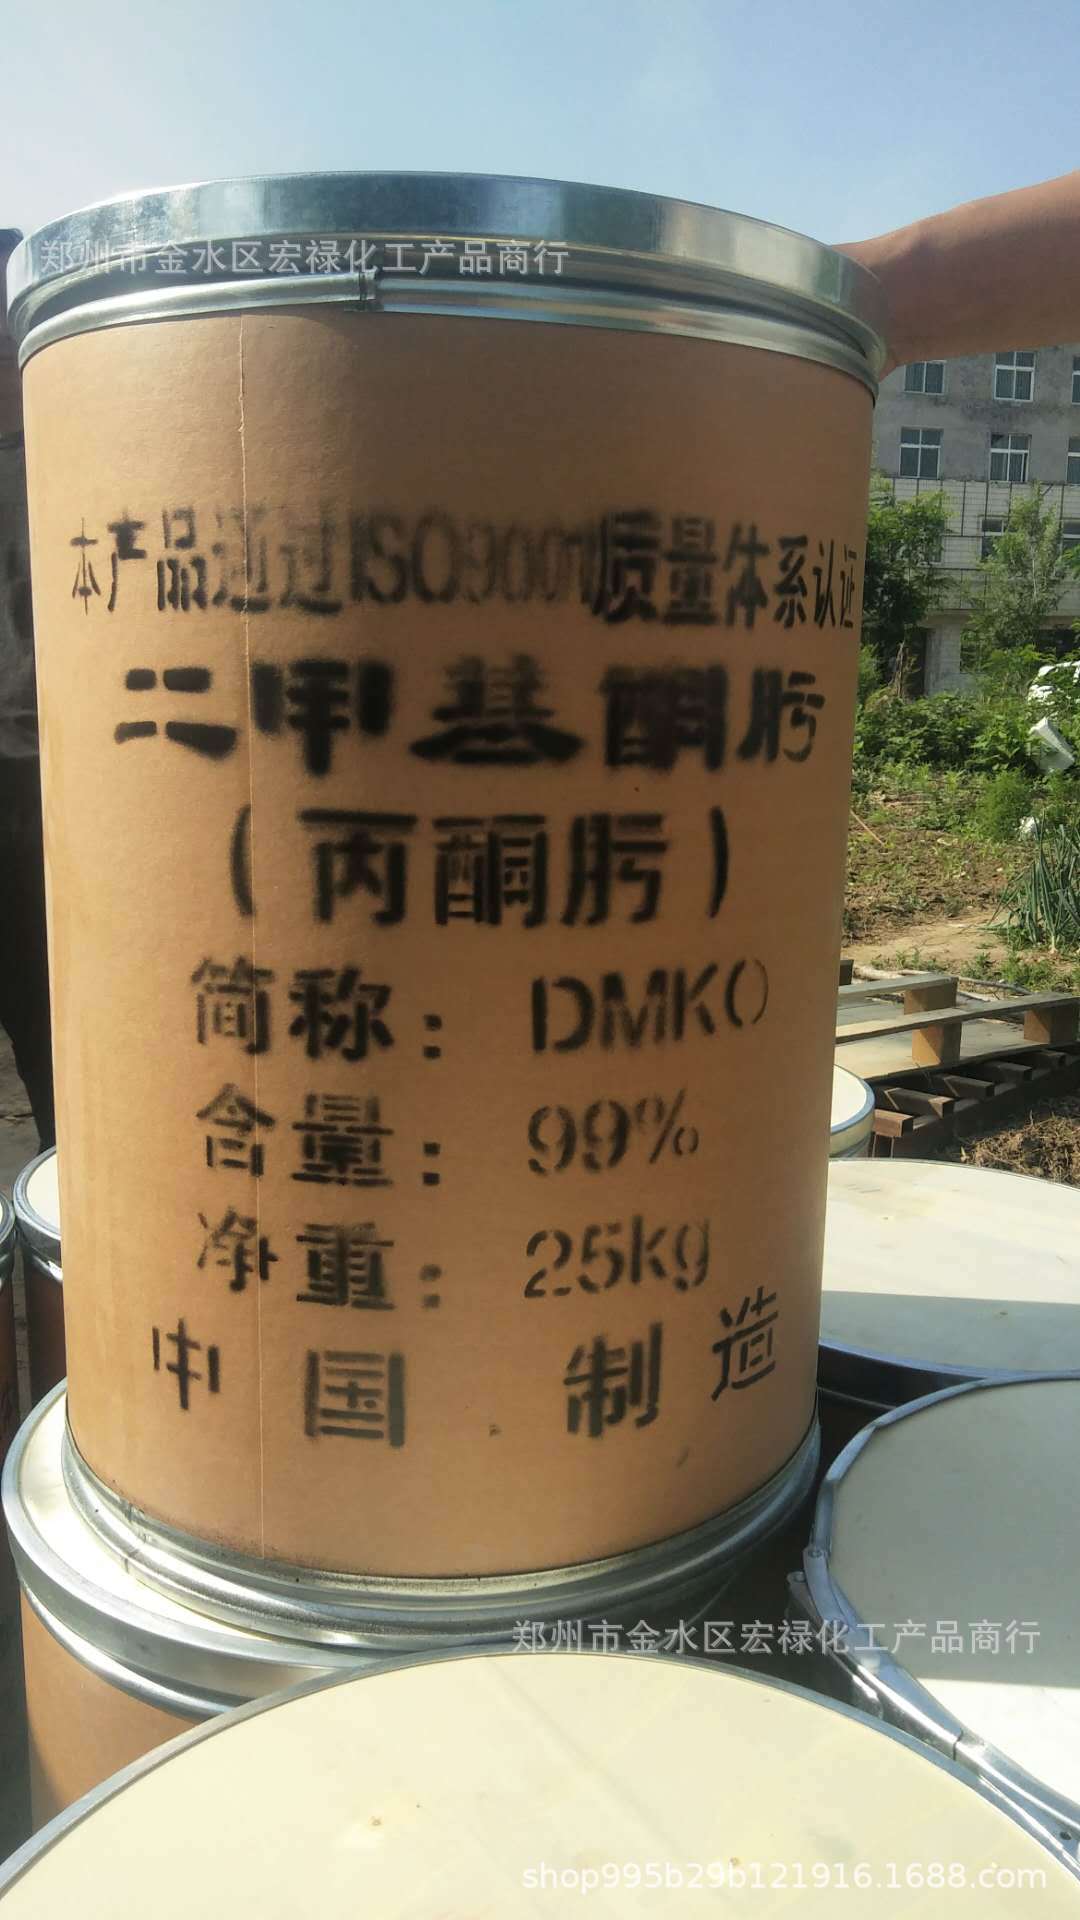 郑州市金水区宏禄化工产品商行
本产品通过ISO9001质量体系认证
二甲基酮肟
（丙酮肟）
简称：DMKO
含量：99%
净重：25kg
中国制造
郑州市金水区宏禄化工产品商行
shop995b29b121916.1688.com